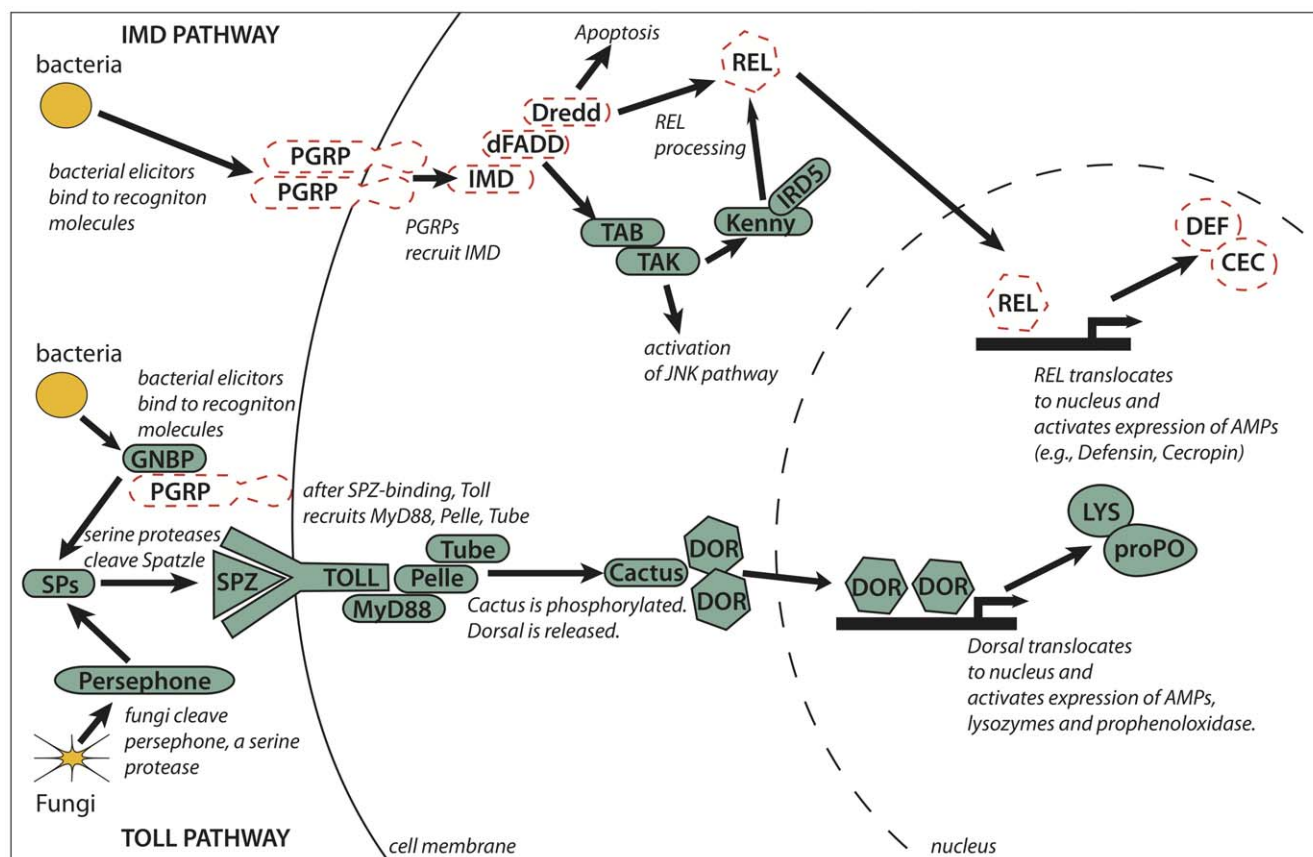 IMD PATHWAY
bacteria
bacterial elicitors
bind to recogniton
molecules
PGRP
PGRP
PGRPs
recruit IMD
IMD
dFADD
Dredd
Apoptosis
REL
REL
processing
TAB
TAK
Kenny
IRD5
activation
of JNK pathway
REL
DEF
CEC
REL translocates
to nucleus and
activates expression of AMPs
(e.g., Defensin, Cecropin)
bacteria
bacterial elicitors
bind to recogniton
molecules
GNBP
PGRP
serine proteases
cleave Spatzle
SPs
Persephone
fungi cleave
persephone, a serine
protease
Fungi
SPZ
TOLL
after SPZ-binding, Toll
recruits MyD88, Pelle, Tube
Tube
Pelle
MyD88
Cactus
DOR
DOR
Cactus is phosphorylated.
Dorsal is released.
DOR
DOR
LYS
proPO
Dorsal translocates
to nucleus and
activates expression of AMPs,
lysozymes and prophenoloxidase.
TOLL PATHWAY
cell membrane
nucleus